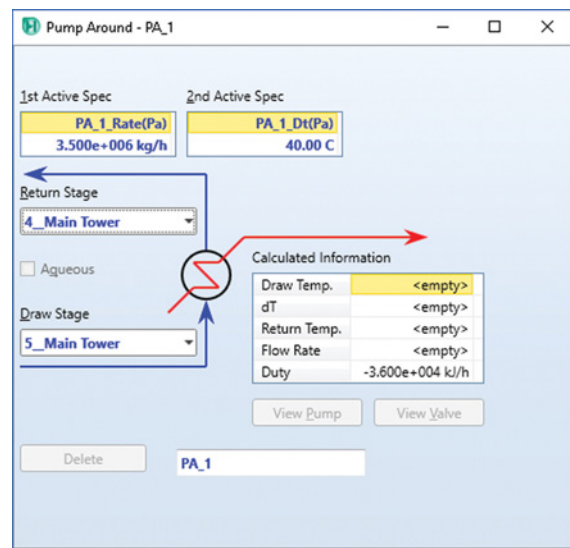 Pump Around - PA_1
1st Active Spec
2nd Active Spec
PA_1_Rate(Pa)
3.500e+006 kg/h
PA_1_Dt(Pa)
40.00 C
Return Stage
4__Main Tower
Aqueous
Draw Stage
5__Main Tower
Calculated Information
Draw Temp. <empty>
dT <empty>
Return Temp. <empty>
Flow Rate <empty>
Duty -3.600e+004 kJ/h
View Pump
View Valve
Delete
PA_1